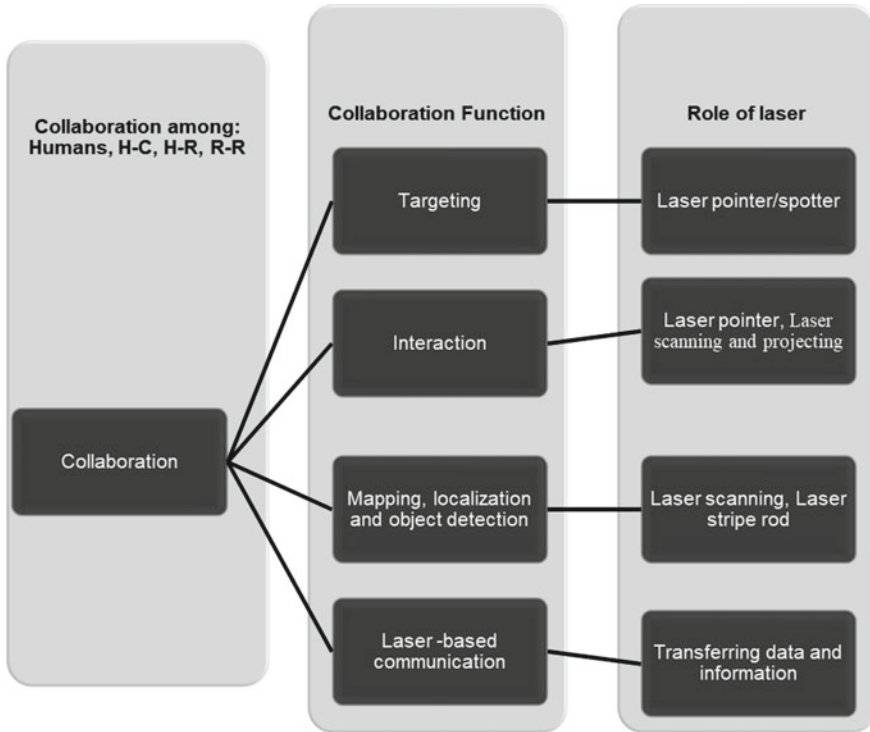 Collaboration among:
Humans, H-C, H-R, R-R
Collaboration
Collaboration Function
Targeting
Interaction
Mapping, localization
and object detection
Laser -based
communication
Role of laser
Laser pointer/spotter
Laser pointer, Laser
scanning and projecting
Laser scanning, Laser
stripe rod
Transferring data and
information